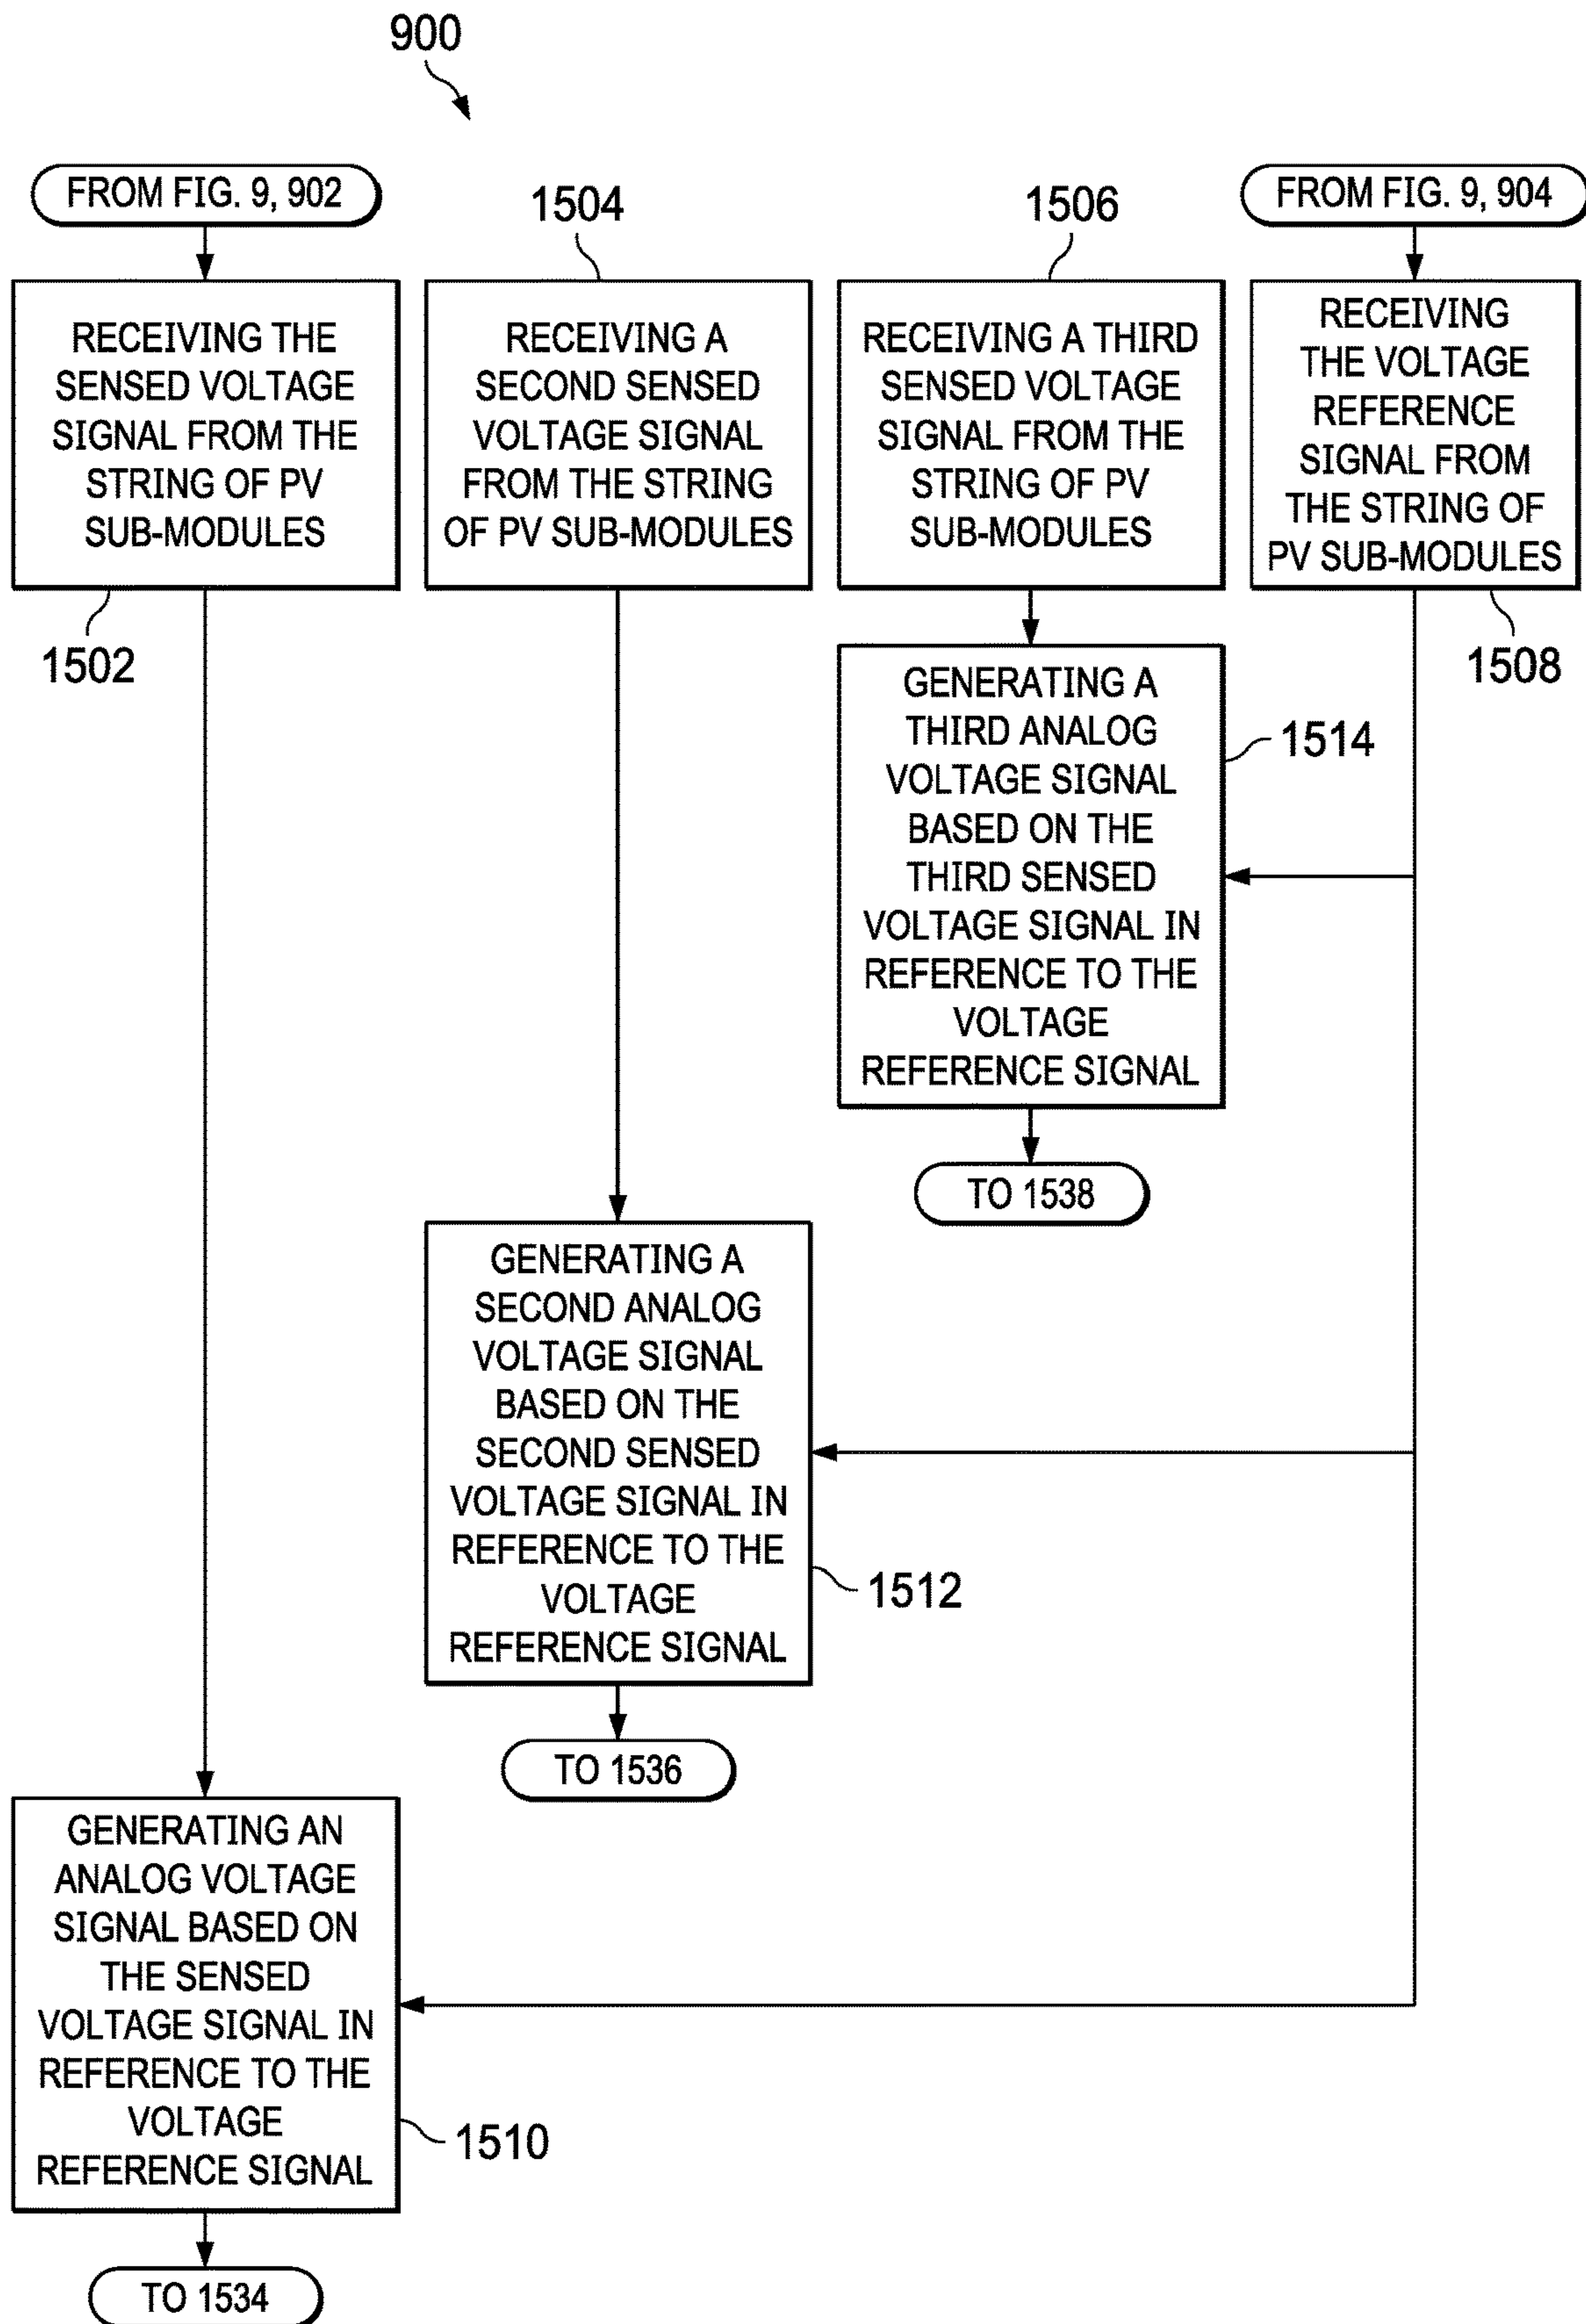 900
FROM FIG. 9, 902
1504
1506
FROM FIG. 9, 904
RECEIVING THE
SENSED VOLTAGE
SIGNAL FROM THE
STRING OF PV
SUB-MODULES
1502
RECEIVING A
SECOND SENSED
VOLTAGE SIGNAL
FROM THE STRING
OF PV SUB-MODULES
RECEIVING A THIRD
SENSED VOLTAGE
SIGNAL FROM THE
STRING OF PV
SUB-MODULES
RECEIVING
THE VOLTAGE
REFERENCE
SIGNAL FROM
THE STRING OF
PV SUB-MODULES
1508
GENERATING A
THIRD ANALOG
VOLTAGE SIGNAL
BASED ON THE
THIRD SENSED
VOLTAGE SIGNAL IN
REFERENCE TO THE
VOLTAGE
REFERENCE SIGNAL
1514
TO 1538
GENERATING A
SECOND ANALOG
VOLTAGE SIGNAL
BASED ON THE
SECOND SENSED
VOLTAGE SIGNAL IN
REFERENCE TO THE
VOLTAGE
REFERENCE SIGNAL
1512
TO 1536
GENERATING AN
ANALOG VOLTAGE
SIGNAL BASED ON
THE SENSED
VOLTAGE SIGNAL IN
REFERENCE TO THE
VOLTAGE
REFERENCE SIGNAL
1510
TO 1534